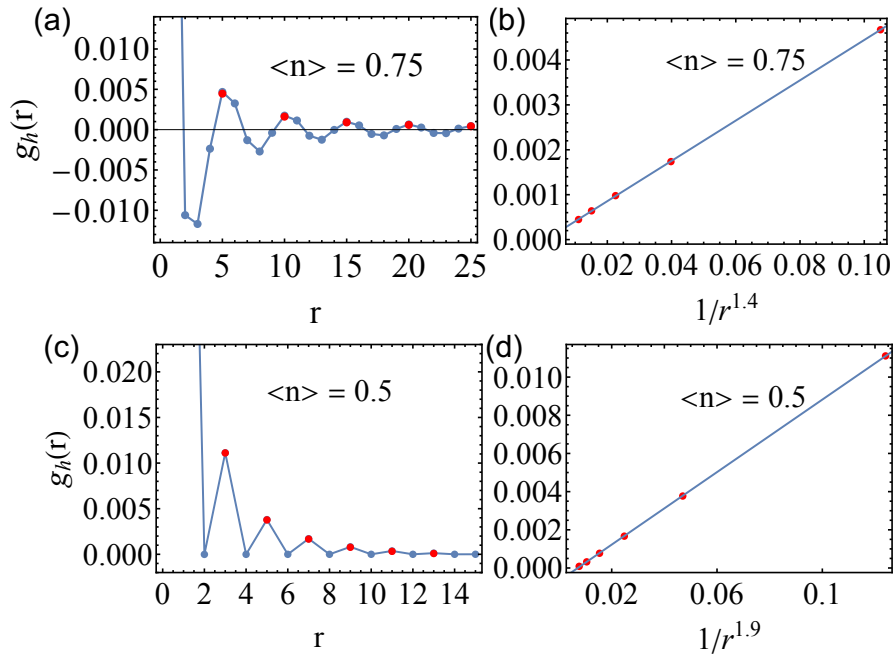 (a)
<n> = 0.75
0.010
0.005
0.000
−0.005
−0.010
g_h(r)
0 5 10 15 20 25
r
(b)
<n> = 0.75
0.004
0.003
0.002
0.001
0.000
0.02 0.04 0.06 0.08 0.10
1/r^1.4
(c)
<n> = 0.5
0.020
0.015
0.010
0.005
0.000
g_h(r)
0 2 4 6 8 10 12 14
r
(d)
<n> = 0.5
0.010
0.008
0.006
0.004
0.002
0.000
0.02 0.1
1/r^1.9